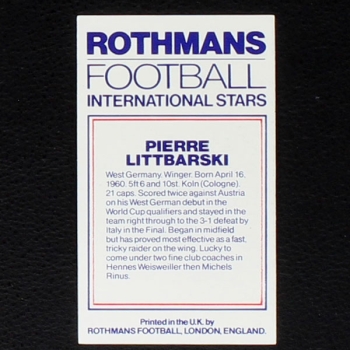 ROTHMANS
FOOTBALL
INTERNATIONAL STARS
PIERRE
LITTBARSKI
West Germany, Winger. Born April 16,
1960. 5ft 6 and 10st. Koln (Cologne).
21 caps. Scored twice against Austria
on his West German debut in the
World Cup qualifiers and stayed in the
team right through to the 3-1 defeat by
Italy in the Final. Began in midfield
but has proved most effective as a fast,
tricky raider on the wing. Lucky to
come under two fine club coaches in
Hennes Weisweiller then Michels
Rinus.
Printed in the U.K. by
ROTHMANS FOOTBALL, LONDON, ENGLAND.